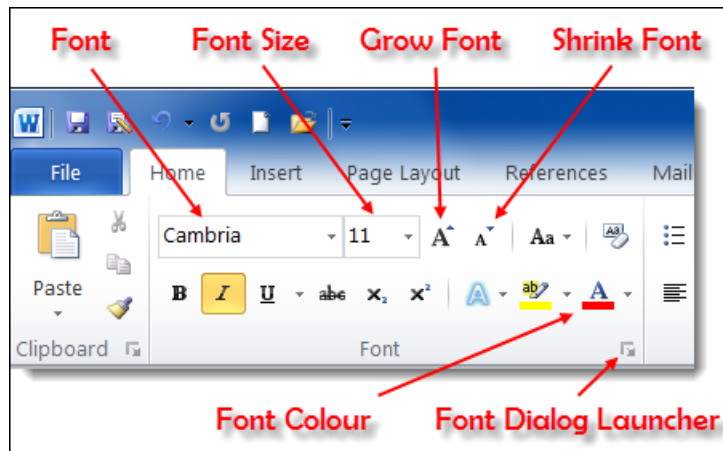 Font Font Size Grow Font Shrink Font
W
File Home Insert Page Layout References Mail
Cambria 11 A A Aa AB
Paste B I U abc x₂ x² A ab A
Clipboard Font
Font Colour Font Dialog Launcher